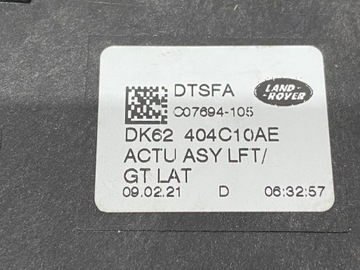 DTSFA
C07694-105
LAND-
ROVER
DK62 404C10AE
ACTU ASY LFT/
GT LAT
09.02.21 D 06:32:57